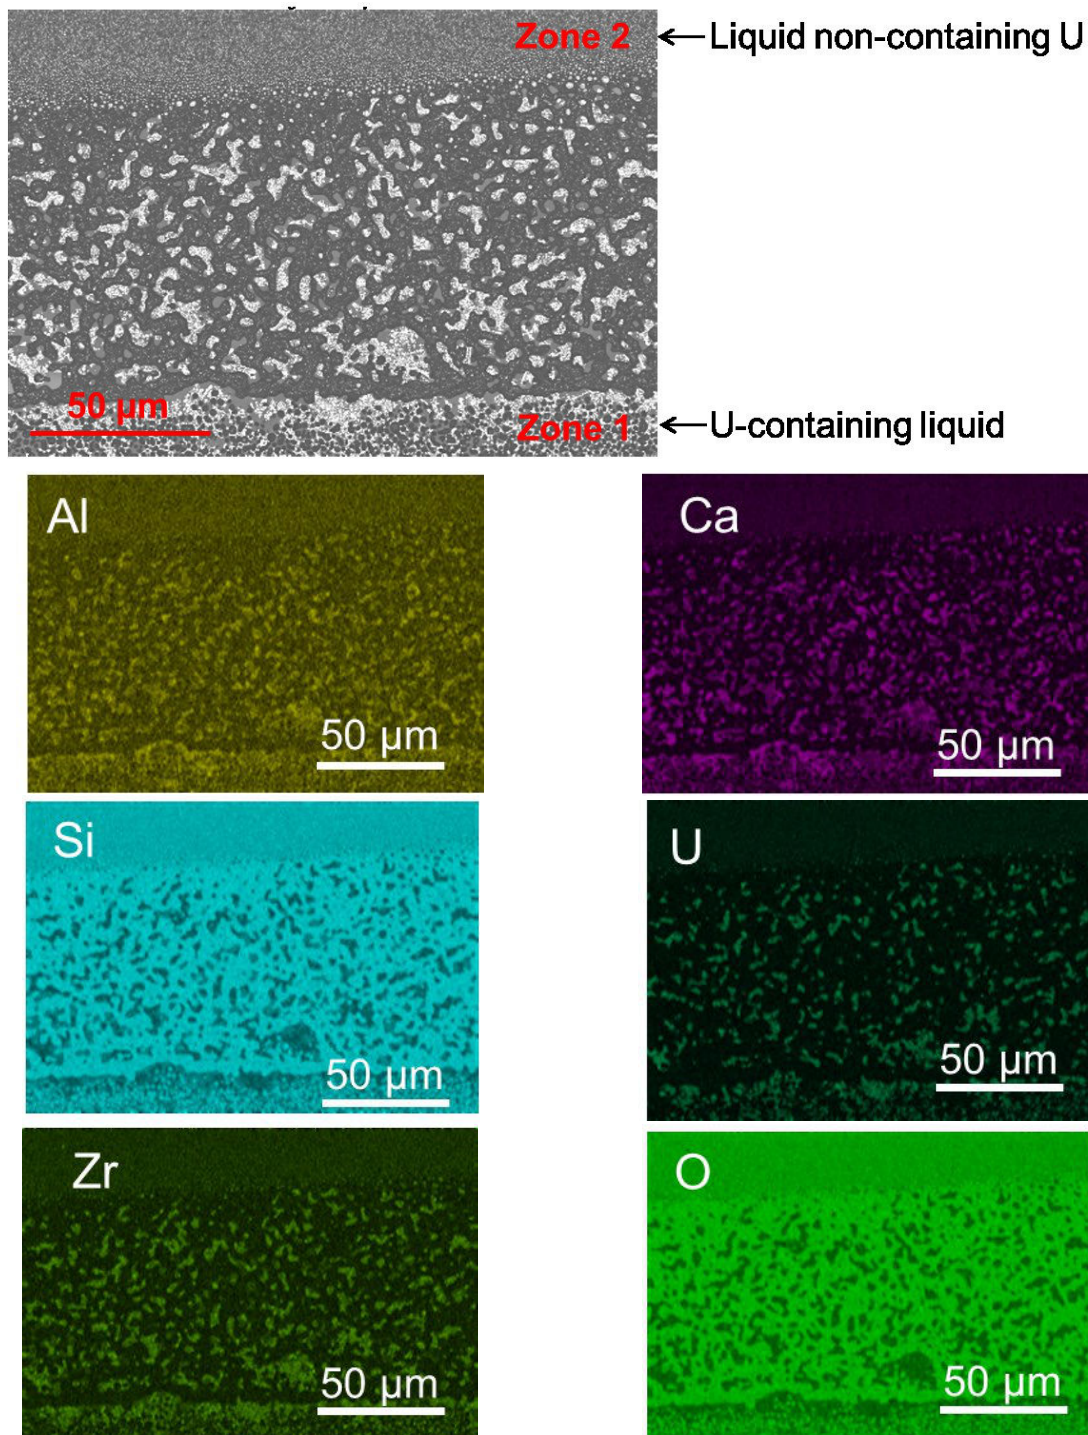 Zone 2
Liquid non-containing U
50 µm
Zone 1
U-containing liquid
Al
50 µm
Ca
50 µm
Si
50 µm
U
50 µm
Zr
50 µm
O
50 µm